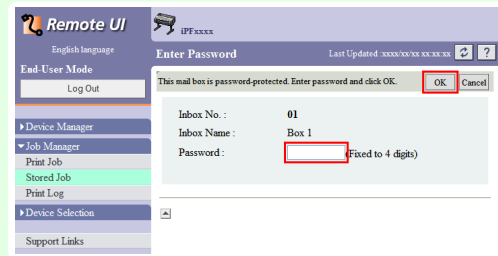 Remote UI
English language
End-User Mode
Log Out
Device Manager
Job Manager
Print Job
Stored Job
Print Log
Device Selection
Support Links
iPFxxxx
Enter Password
Last Updated :xxxx/xx/xx xx:xx:xx
?
This mail box is password-protected. Enter password and click OK.
OK
Cancel
Inbox No. : 01
Inbox Name : Box 1
Password : (Fixed to 4 digits)